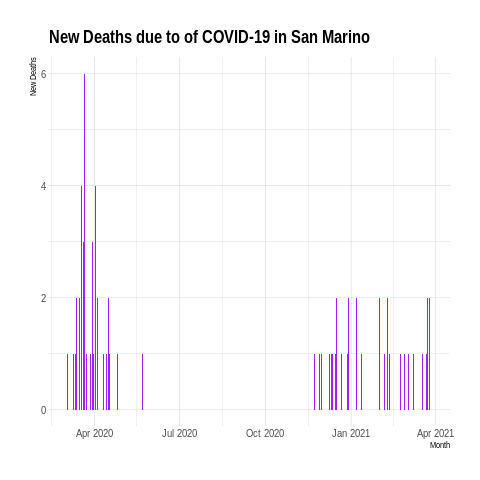 New Deaths due to of COVID-19 in San Marino
New Deaths
6
4
2
0
Apr 2020 Jul 2020 Oct 2020 Jan 2021 Apr 2021
Month